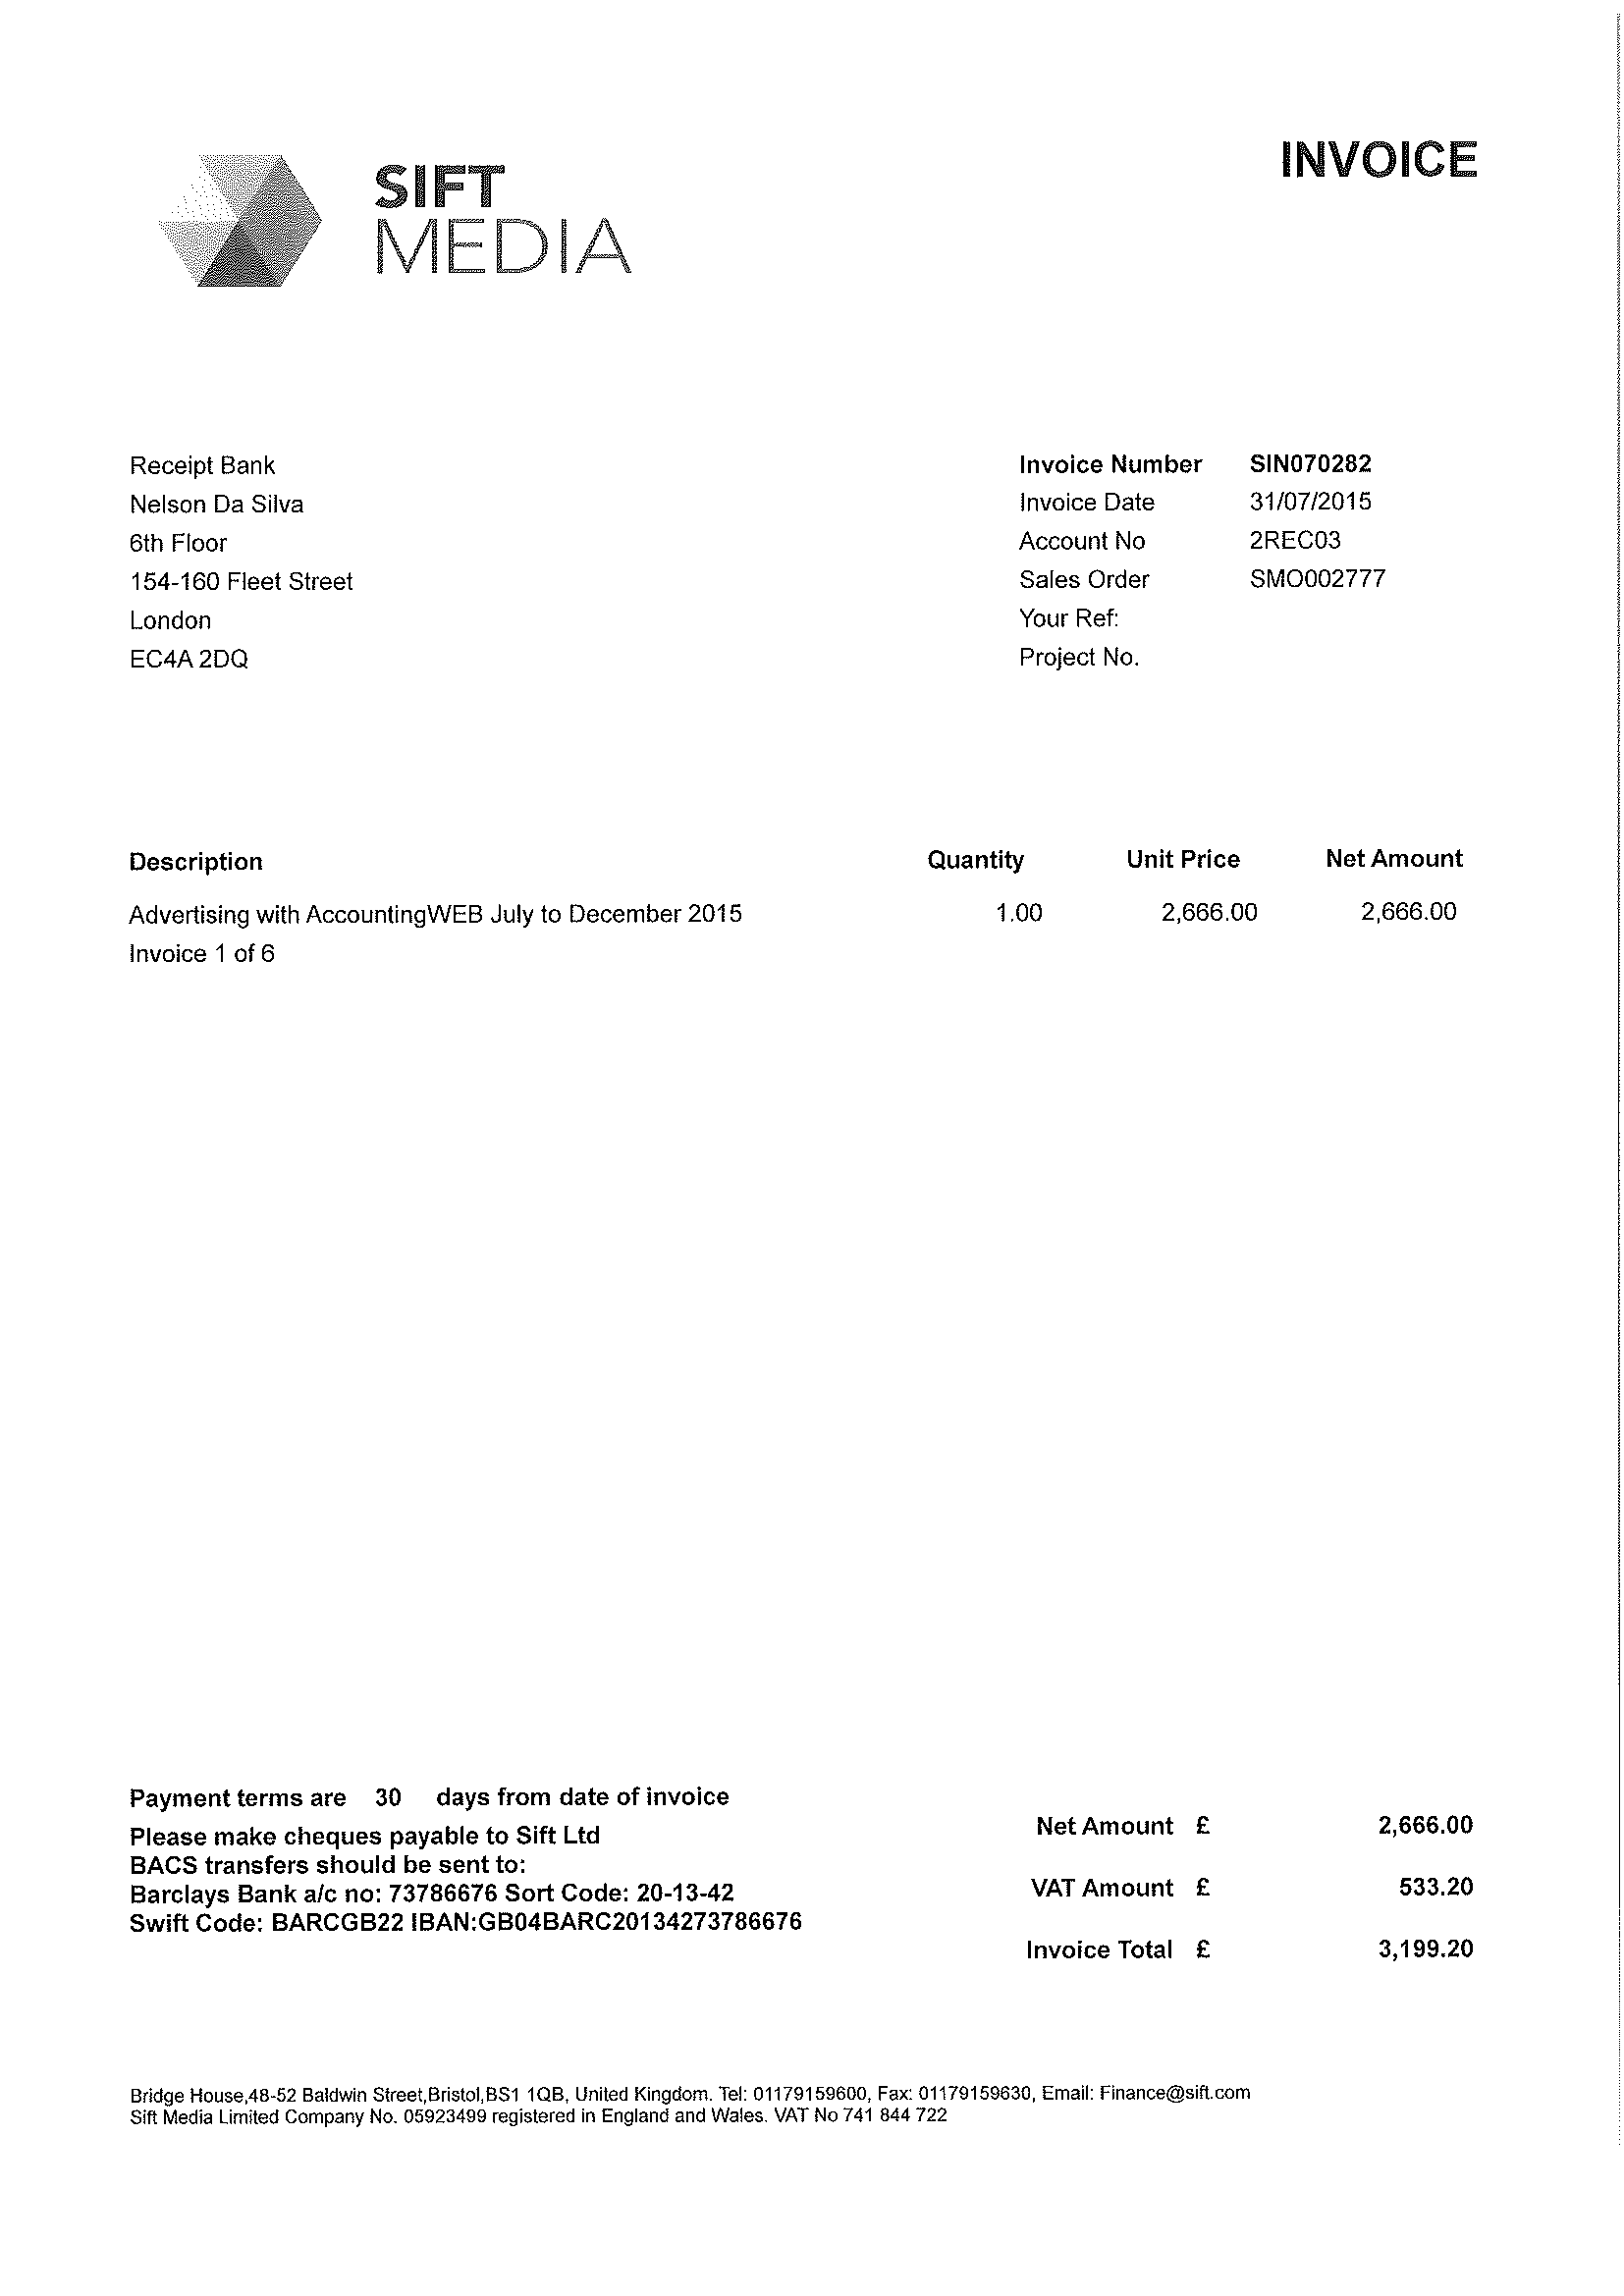 INVOICE
SIFT
MEDIA
Receipt Bank
Nelson Da Silva
6th Floor
154-160 Fleet Street
London
EC4A 2DQ
Invoice Number SIN070282
Invoice Date 31/07/2015
Account No 2REC03
Sales Order SMO002777
Your Ref:
Project No.
Description Quantity Unit Price Net Amount
Advertising with AccountingWEB July to December 2015 1.00 2,666.00 2,666.00
Invoice 1 of 6
Payment terms are 30 days from date of invoice
Please make cheques payable to Sift Ltd
BACS transfers should be sent to:
Barclays Bank a/c no: 73786676 Sort Code: 20-13-42
Swift Code: BARCGB22 IBAN:GB04BARC20134273786676
Net Amount £ 2,666.00
VAT Amount £ 533.20
Invoice Total £ 3,199.20
Bridge House,48-52 Baldwin Street,Bristol,BS1 1QB, United Kingdom. Tel: 01179159600, Fax: 01179159630, Email: Finance@sift.com
Sift Media Limited Company No. 05923499 registered in England and Wales. VAT No 741 844 722